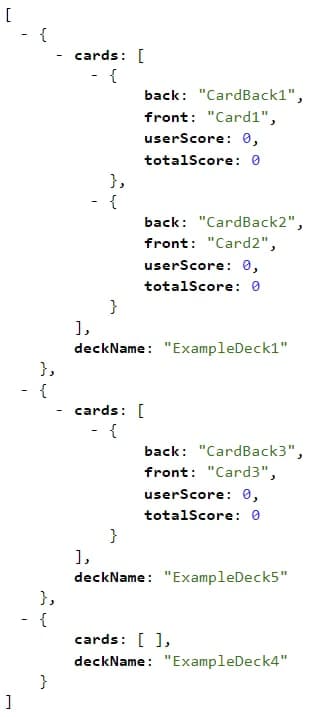 [
- {
- cards: [
- {
back: "CardBack1",
front: "Card1",
userScore: 0,
totalScore: 0
},
- {
back: "CardBack2",
front: "Card2",
userScore: 0,
totalScore: 0
}
],
deckName: "ExampleDeck1"
},
- {
- cards: [
- {
back: "CardBack3",
front: "Card3",
userScore: 0,
totalScore: 0
}
],
deckName: "ExampleDeck5"
},
- {
cards: [ ],
deckName: "ExampleDeck4"
}
]